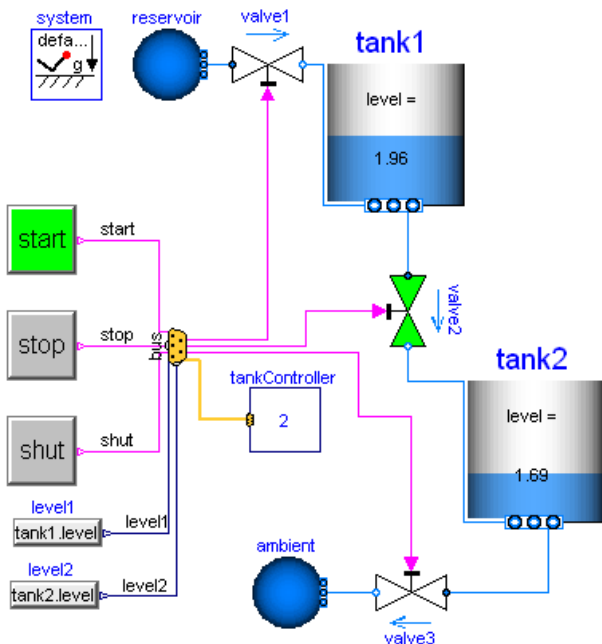 system
defa...
g
reservoir
valve1
tank1
level =
1.96
start
start
stop
stop
bus
shut
shut
valve2
tankController
2
tank2
level =
1.69
level1
tank1.level
level1
level2
tank2.level
level2
ambient
valve3